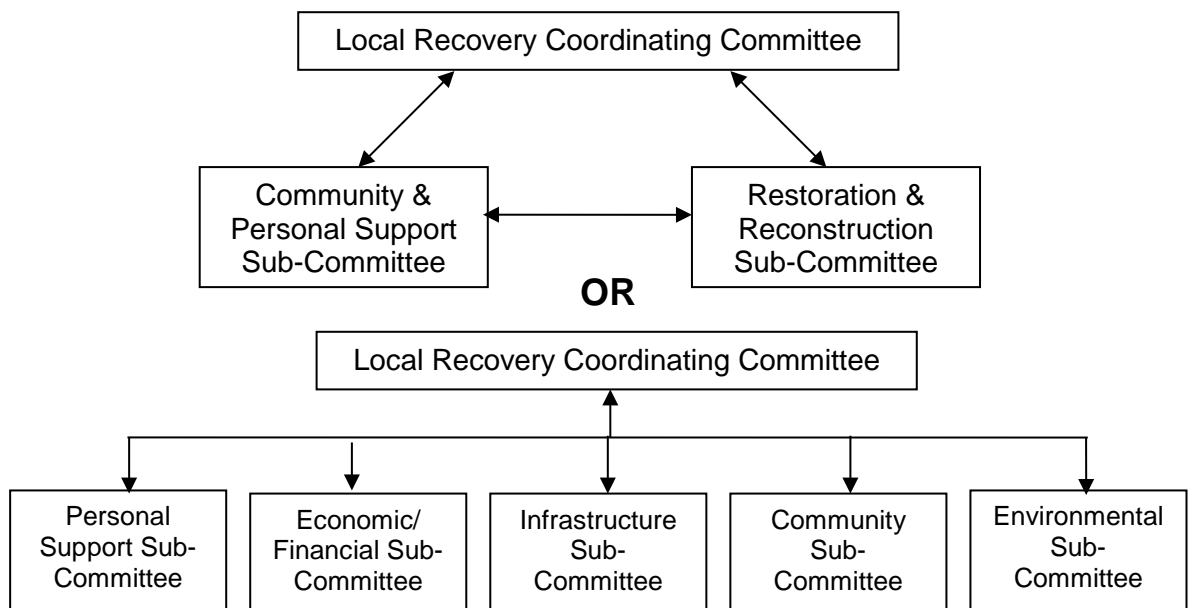 Local Recovery Coordinating Committee
Community &
Personal Support
Sub-Committee
Restoration &
Reconstruction
Sub-Committee
OR
Local Recovery Coordinating Committee
Personal
Support Sub-
Committee
Economic/
Financial Sub-
Committee
Infrastructure
Sub-
Committee
Community
Sub-
Committee
Environmental
Sub-
Committee